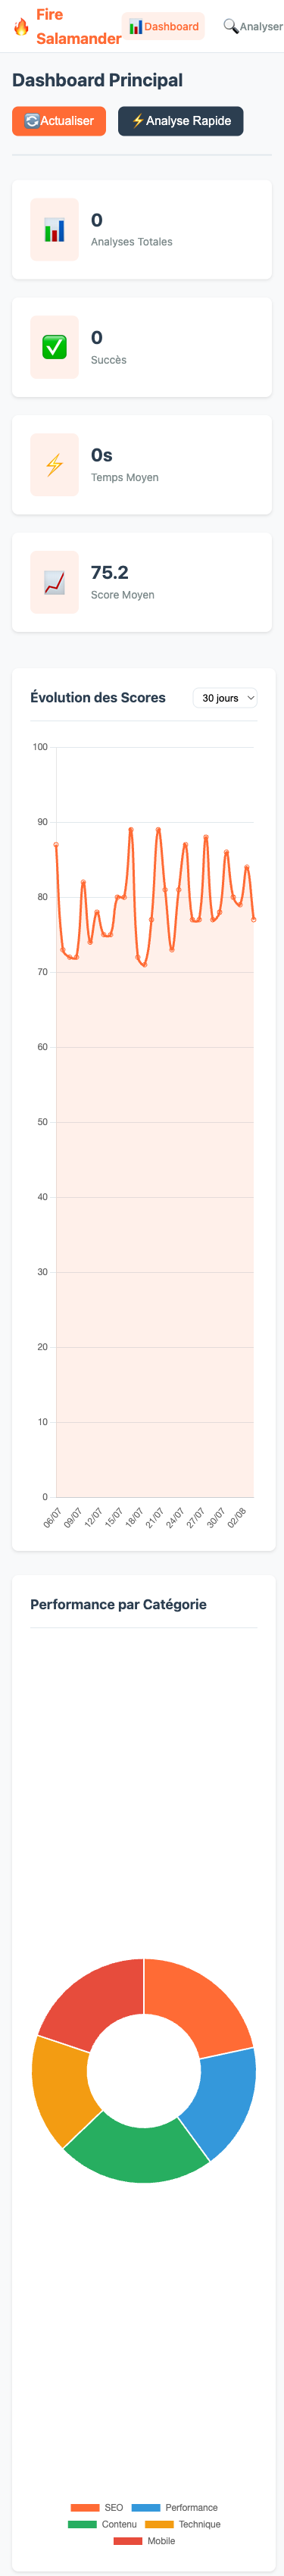 Fire
Salamander
Dashboard
Analyser
Dashboard Principal
Actualiser
Analyse Rapide
0
Analyses Totales
0
Succès
0s
Temps Moyen
75.2
Score Moyen
Évolution des Scores
30 jours
100
90
80
70
60
50
40
30
20
10
0
06/07
09/07
12/07
15/07
18/07
21/07
24/07
27/07
30/07
02/08
Performance par Catégorie
SEO Performance
Contenu Technique
Mobile